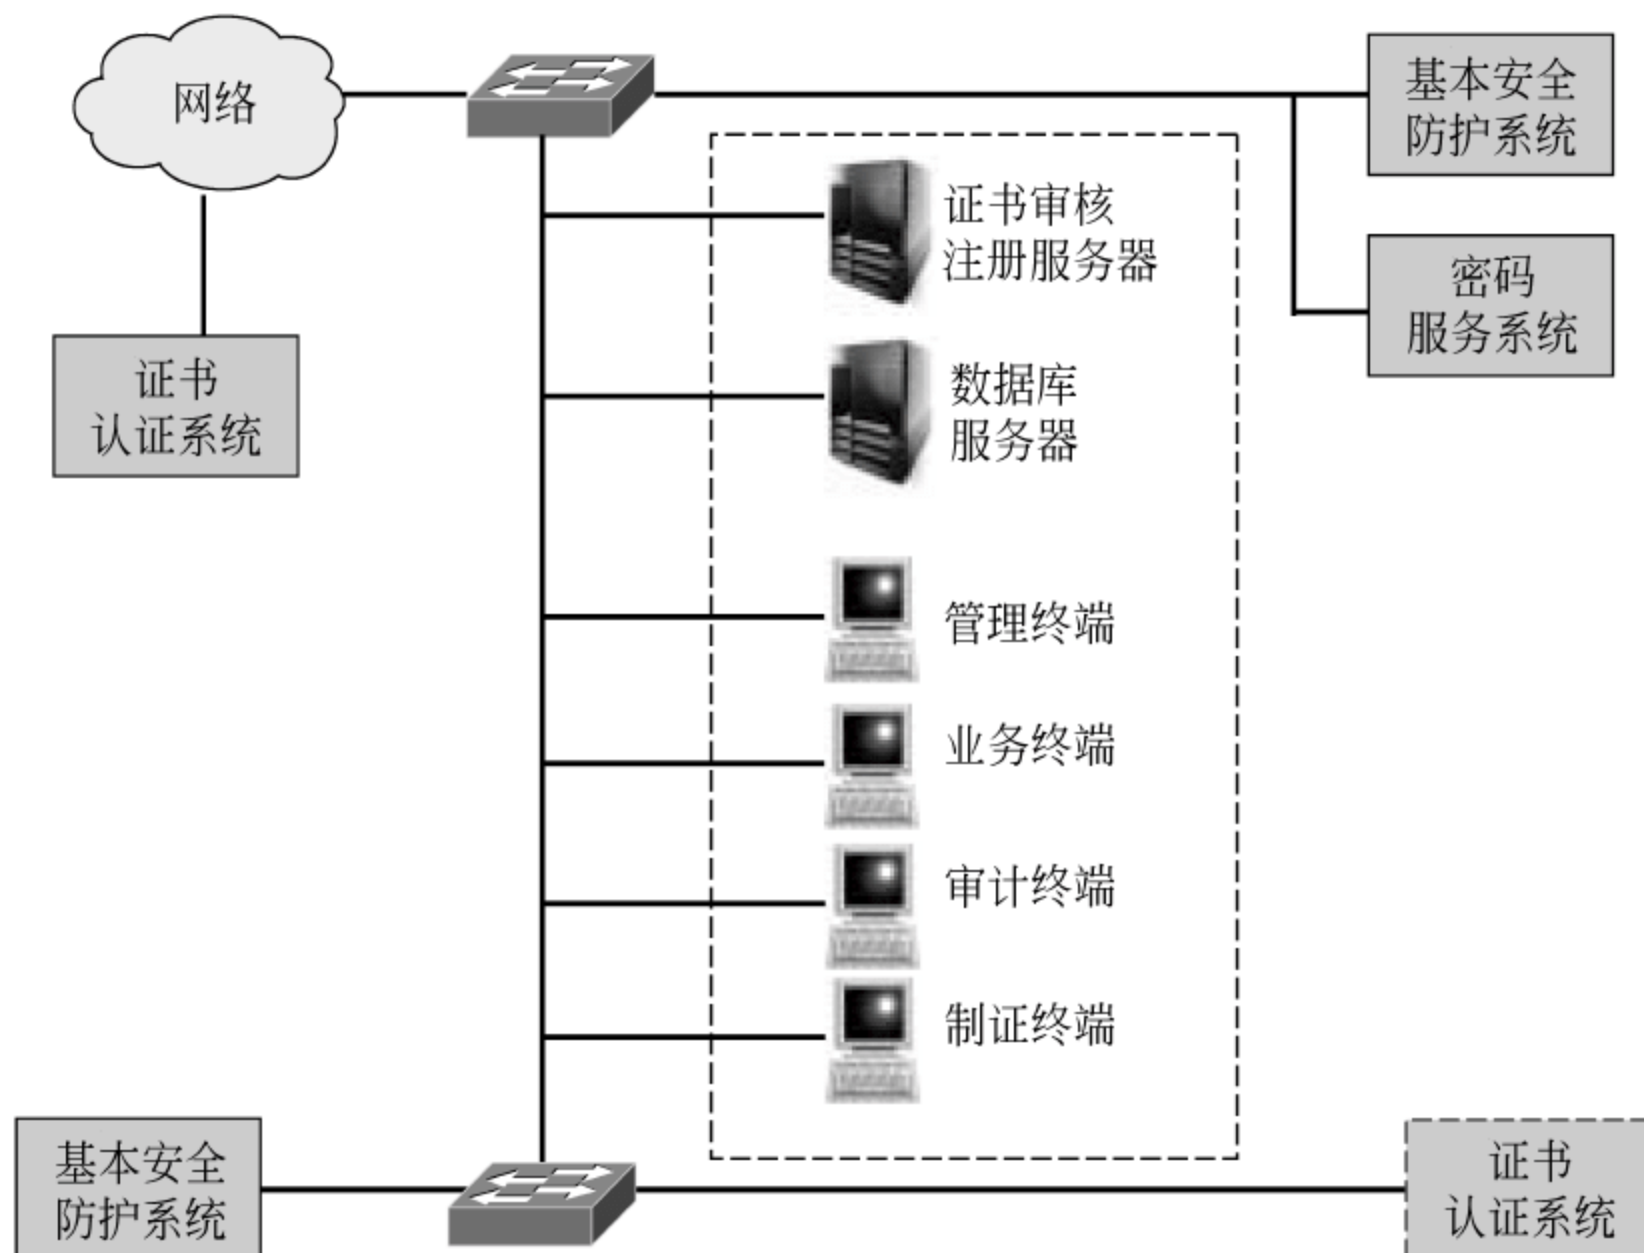 网络
基本安全
防护系统
证书审核
注册服务器
密码
服务系统
证书
认证系统
数据库
服务器
管理终端
业务终端
审计终端
制证终端
基本安全
防护系统
证书
认证系统